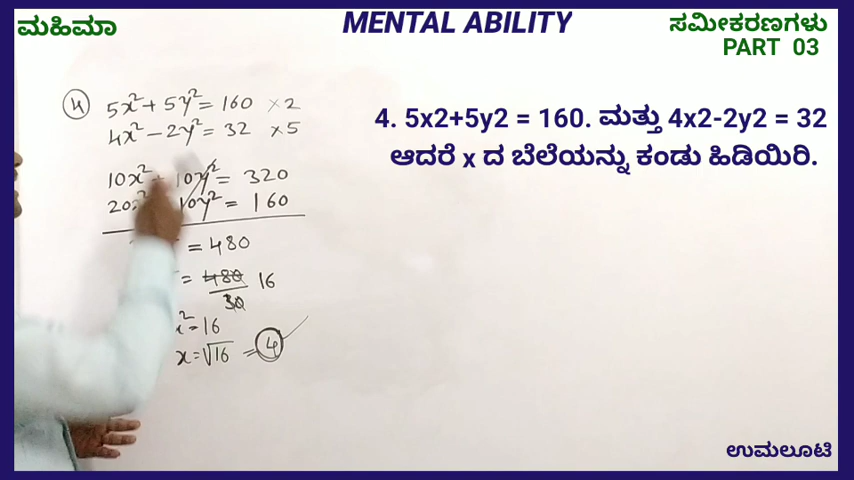 ಮಹಿಮಾ
MENTAL ABILITY
ಸಮೀಕರಣಗಳು
PART 03
4. 5x2+5y2 = 160. ಮತ್ತು 4x2-2y2 = 32
ಆದರೆ x ದ ಬೆಲೆಯನ್ನು ಕಂಡು ಹಿಡಿಯಿರಿ.
4 5x²+5y²= 160 ×2
4x²-2y²= 32 ×5
10x²+10y²= 320
20x² 10y²= 160
= 480
= 480/30 16
x²=16
x=√16 = 4
ಉಮಲೂಟಿ